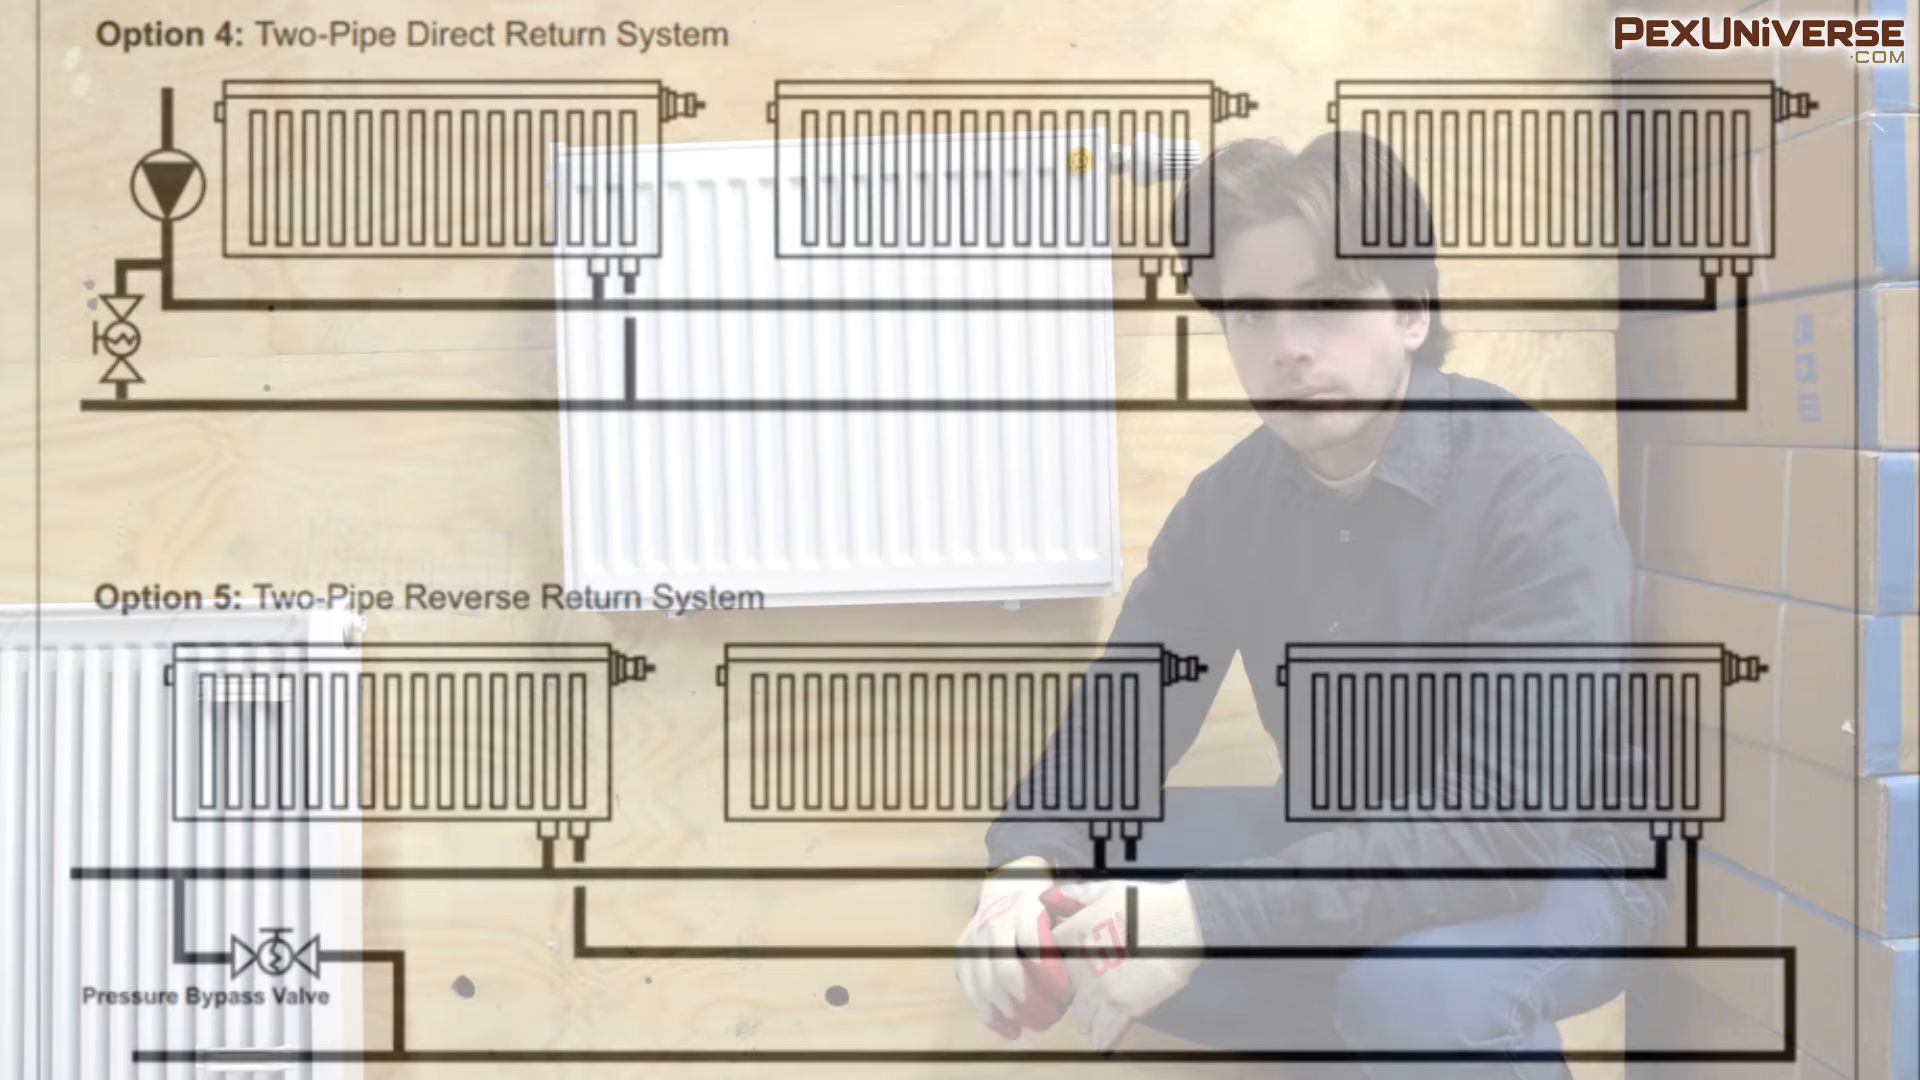 PEXUNiVERSE
.COM
Option 4: Two-Pipe Direct Return System
Option 5: Two-Pipe Reverse Return System
Pressure Bypass Valve